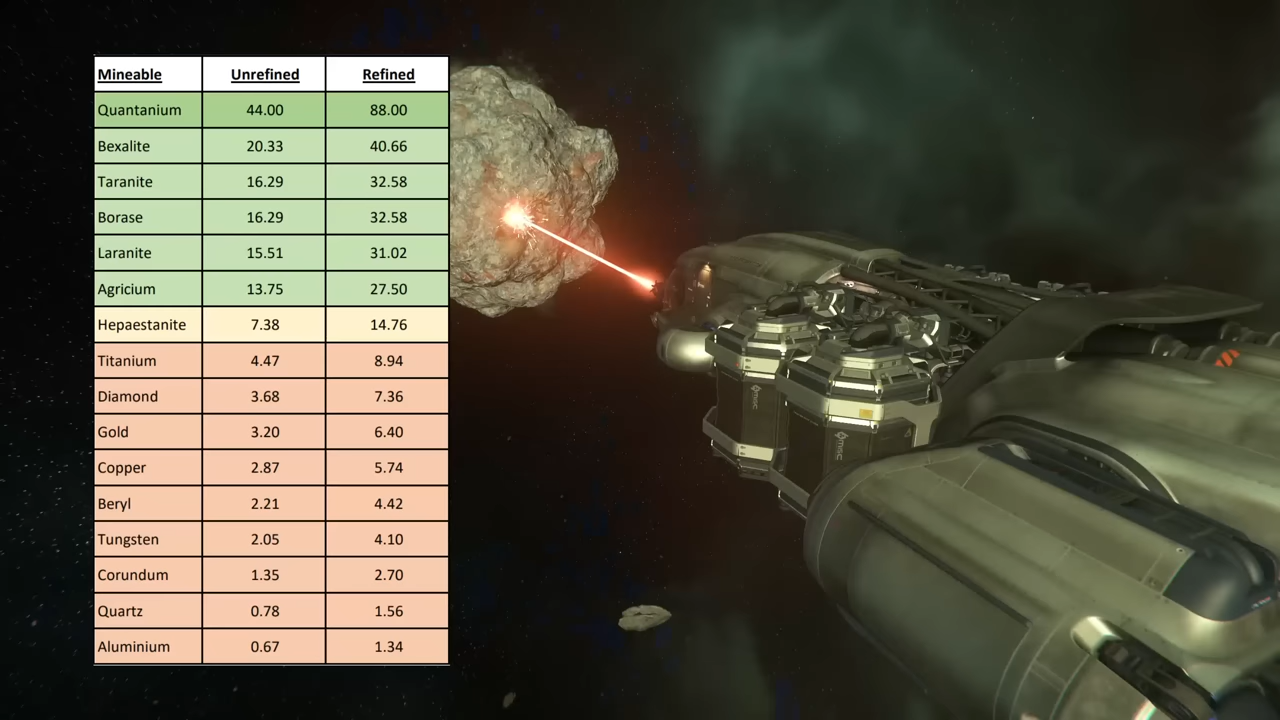 Mineable Unrefined Refined
Quantanium 44.00 88.00
Bexalite 20.33 40.66
Taranite 16.29 32.58
Borase 16.29 32.58
Laranite 15.51 31.02
Agricium 13.75 27.50
Hepaestanite 7.38 14.76
Titanium 4.47 8.94
Diamond 3.68 7.36
Gold 3.20 6.40
Copper 2.87 5.74
Beryl 2.21 4.42
Tungsten 2.05 4.10
Corundum 1.35 2.70
Quartz 0.78 1.56
Aluminium 0.67 1.34
MISC
MISC